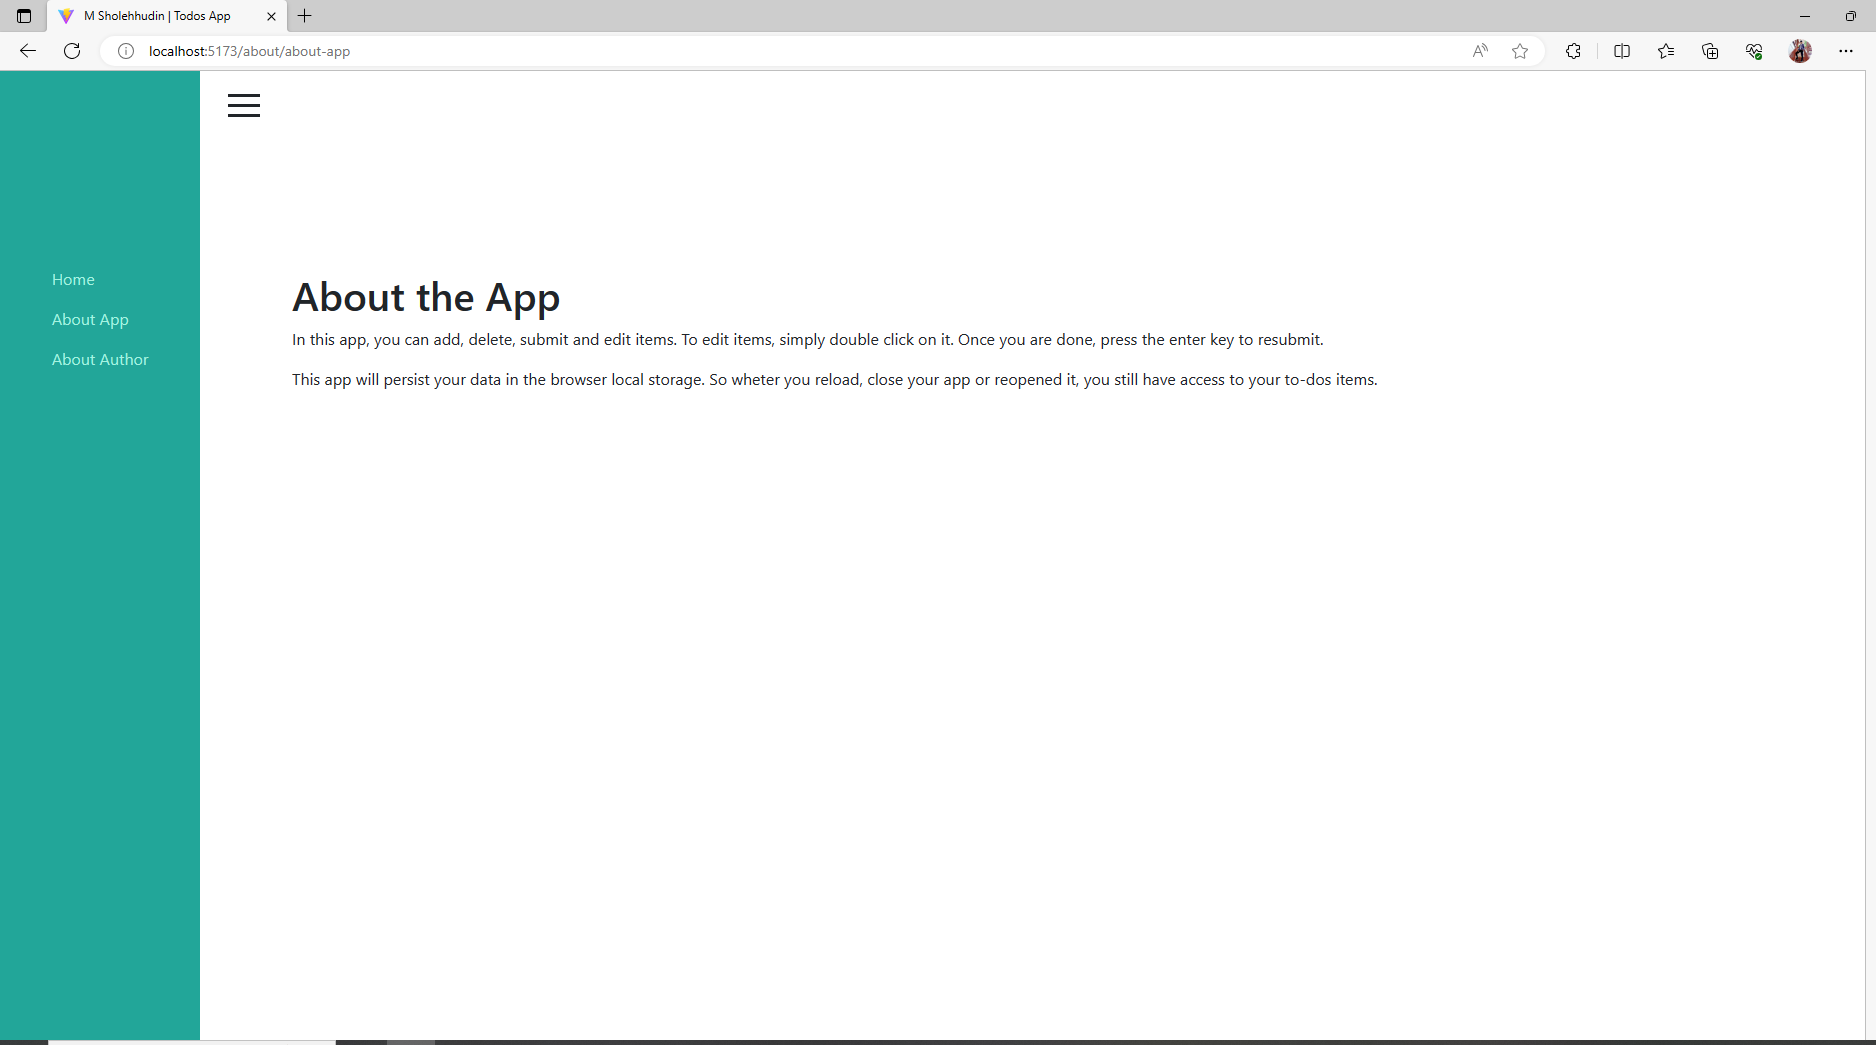 M Sholehhudin | Todos App
localhost:5173/about/about-app
Home
About App
About Author
About the App
In this app, you can add, delete, submit and edit items. To edit items, simply double click on it. Once you are done, press the enter key to resubmit.
This app will persist your data in the browser local storage. So wheter you reload, close your app or reopened it, you still have access to your to-dos items.